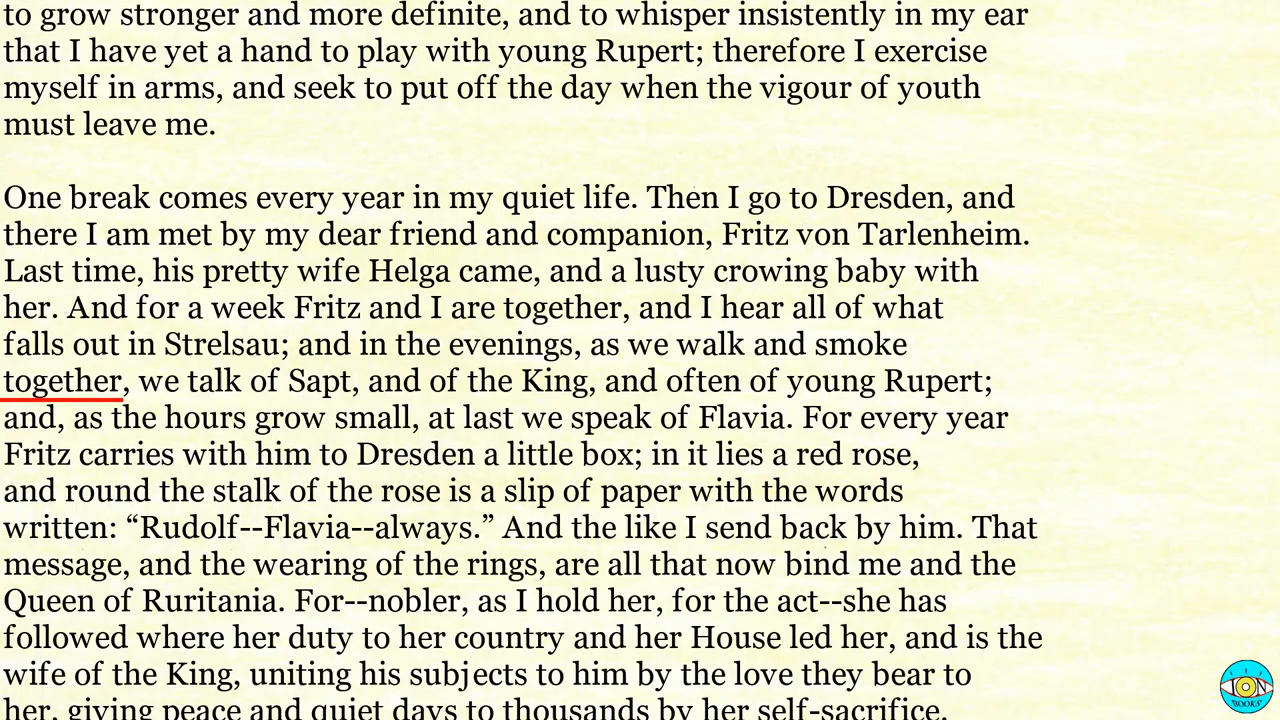 to grow stronger and more definite, and to whisper insistently in my ear
that I have yet a hand to play with young Rupert; therefore I exercise
myself in arms, and seek to put off the day when the vigour of youth
must leave me.
One break comes every year in my quiet life. Then I go to Dresden, and
there I am met by my dear friend and companion, Fritz von Tarlenheim.
Last time, his pretty wife Helga came, and a lusty crowing baby with
her. And for a week Fritz and I are together, and I hear all of what
falls out in Strelsau; and in the evenings, as we walk and smoke
together, we talk of Sapt, and of the King, and often of young Rupert;
and, as the hours grow small, at last we speak of Flavia. For every year
Fritz carries with him to Dresden a little box; in it lies a red rose,
and round the stalk of the rose is a slip of paper with the words
written: “Rudolf--Flavia--always.” And the like I send back by him. That
message, and the wearing of the rings, are all that now bind me and the
Queen of Ruritania. For--nobler, as I hold her, for the act--she has
followed where her duty to her country and her House led her, and is the
wife of the King, uniting his subjects to him by the love they bear to
her, giving peace and quiet days to thousands by her self-sacrifice.
ION
BOOKS